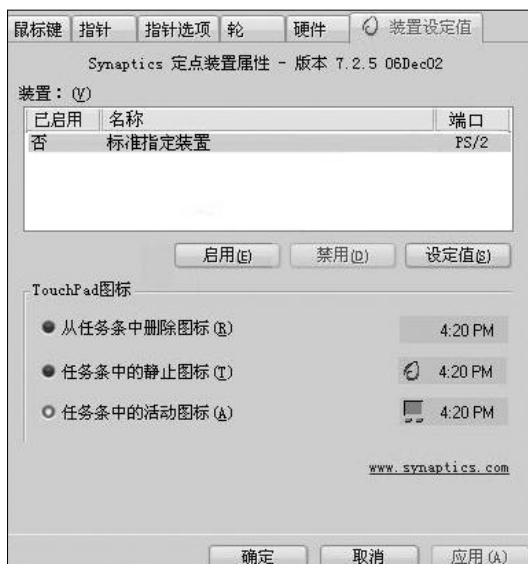 鼠标键 指针 指针选项 轮 硬件 装置设定值
Synaptics 定点装置属性 - 版本 7.2.5 06Dec02
装置：(V)
已启用 名称 端口
否 标准指定装置 PS/2
启用(E) 禁用(D) 设定值(S)
TouchPad图标
从任务条中删除图标(R) 4:20 PM
任务条中的静止图标(T) 4:20 PM
任务条中的活动图标(A) 4:20 PM
www.synaptics.com
确定 取消 应用(A)